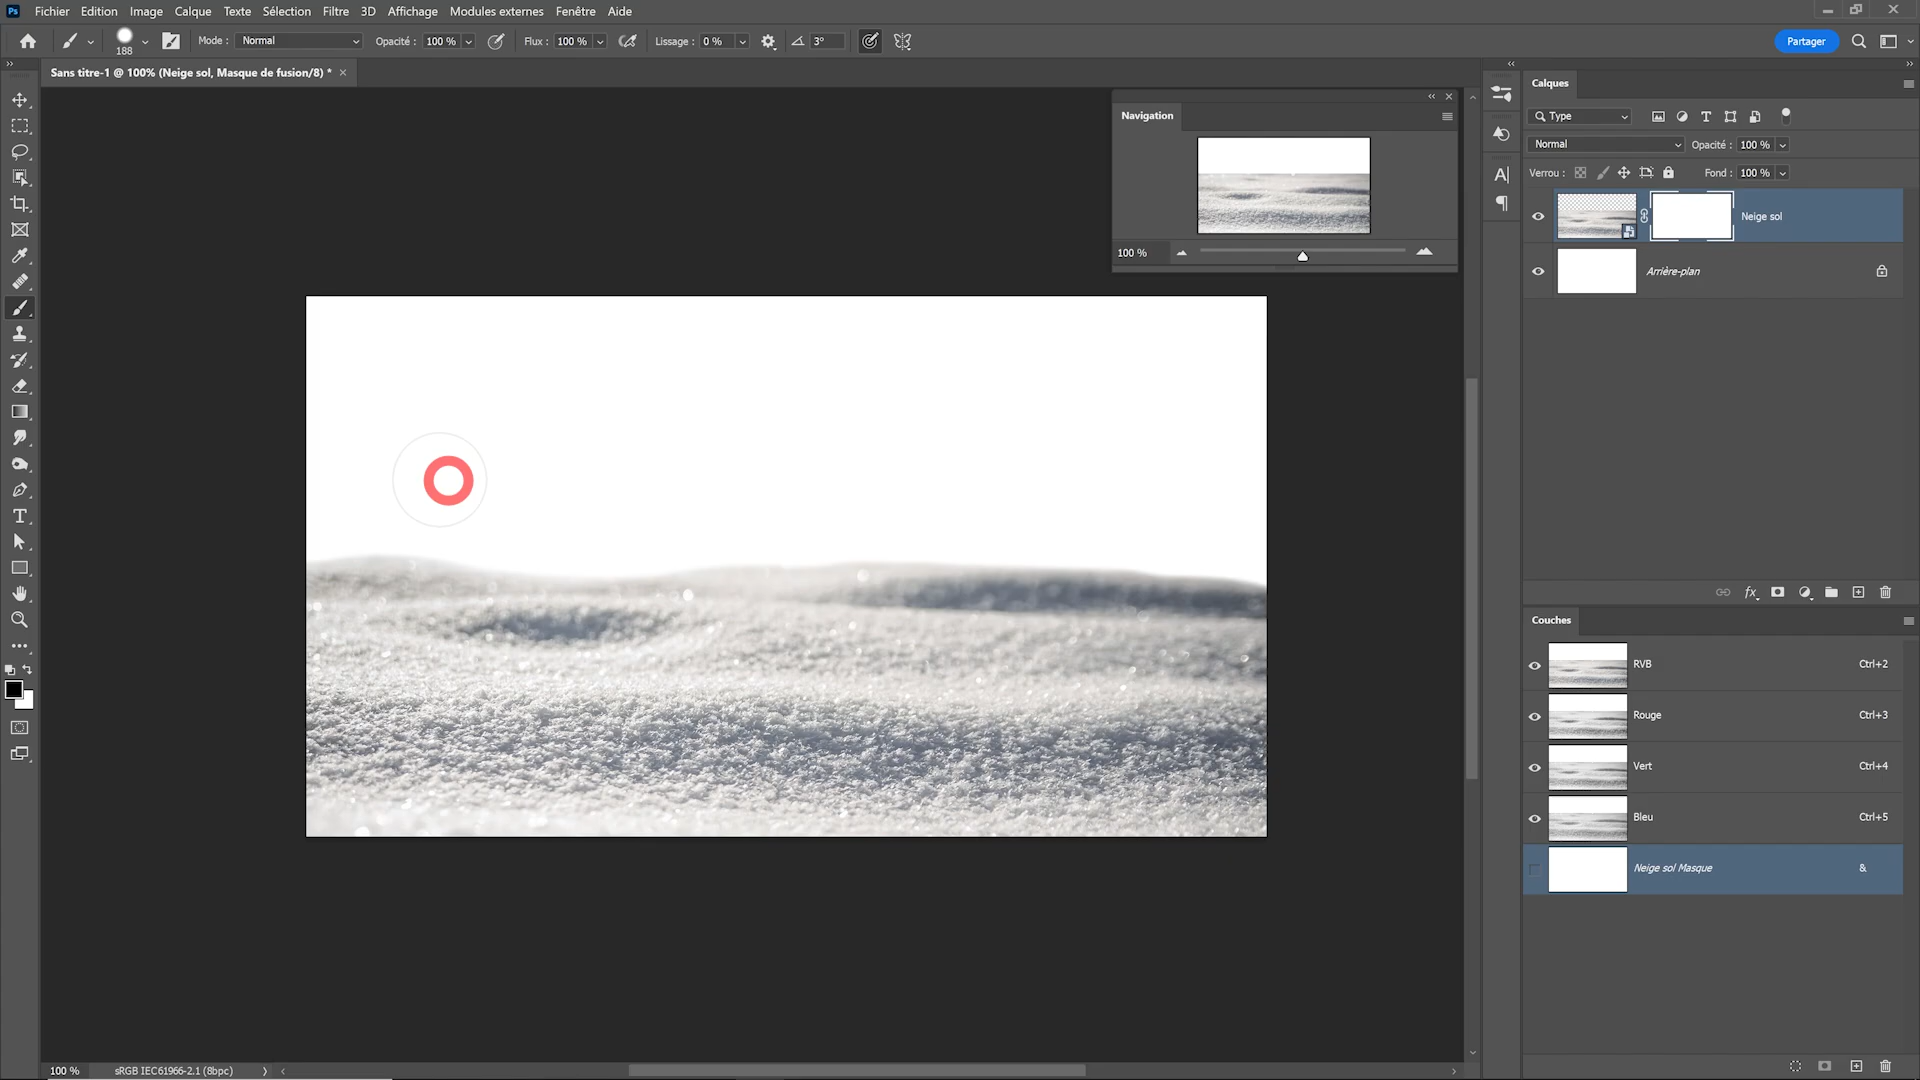 Ps Fichier Edition Image Calque Texte Sélection Filtre 3D Affichage Modules externes Fenêtre Aide
188 Mode : Normal Opacité : 100 % Flux : 100 % Lissage : 0 % 3° Partager
Sans titre-1 @ 100% (Neige sol, Masque de fusion/8) *
Navigation
100 %
Calques
Type
Normal Opacité : 100 %
Verrou : Fond : 100 %
Neige sol
Arrière-plan
fx
Couches
RVB Ctrl+2
Rouge Ctrl+3
Vert Ctrl+4
Bleu Ctrl+5
Neige sol Masque &
100 % sRGB IEC61966-2.1 (8bpc)